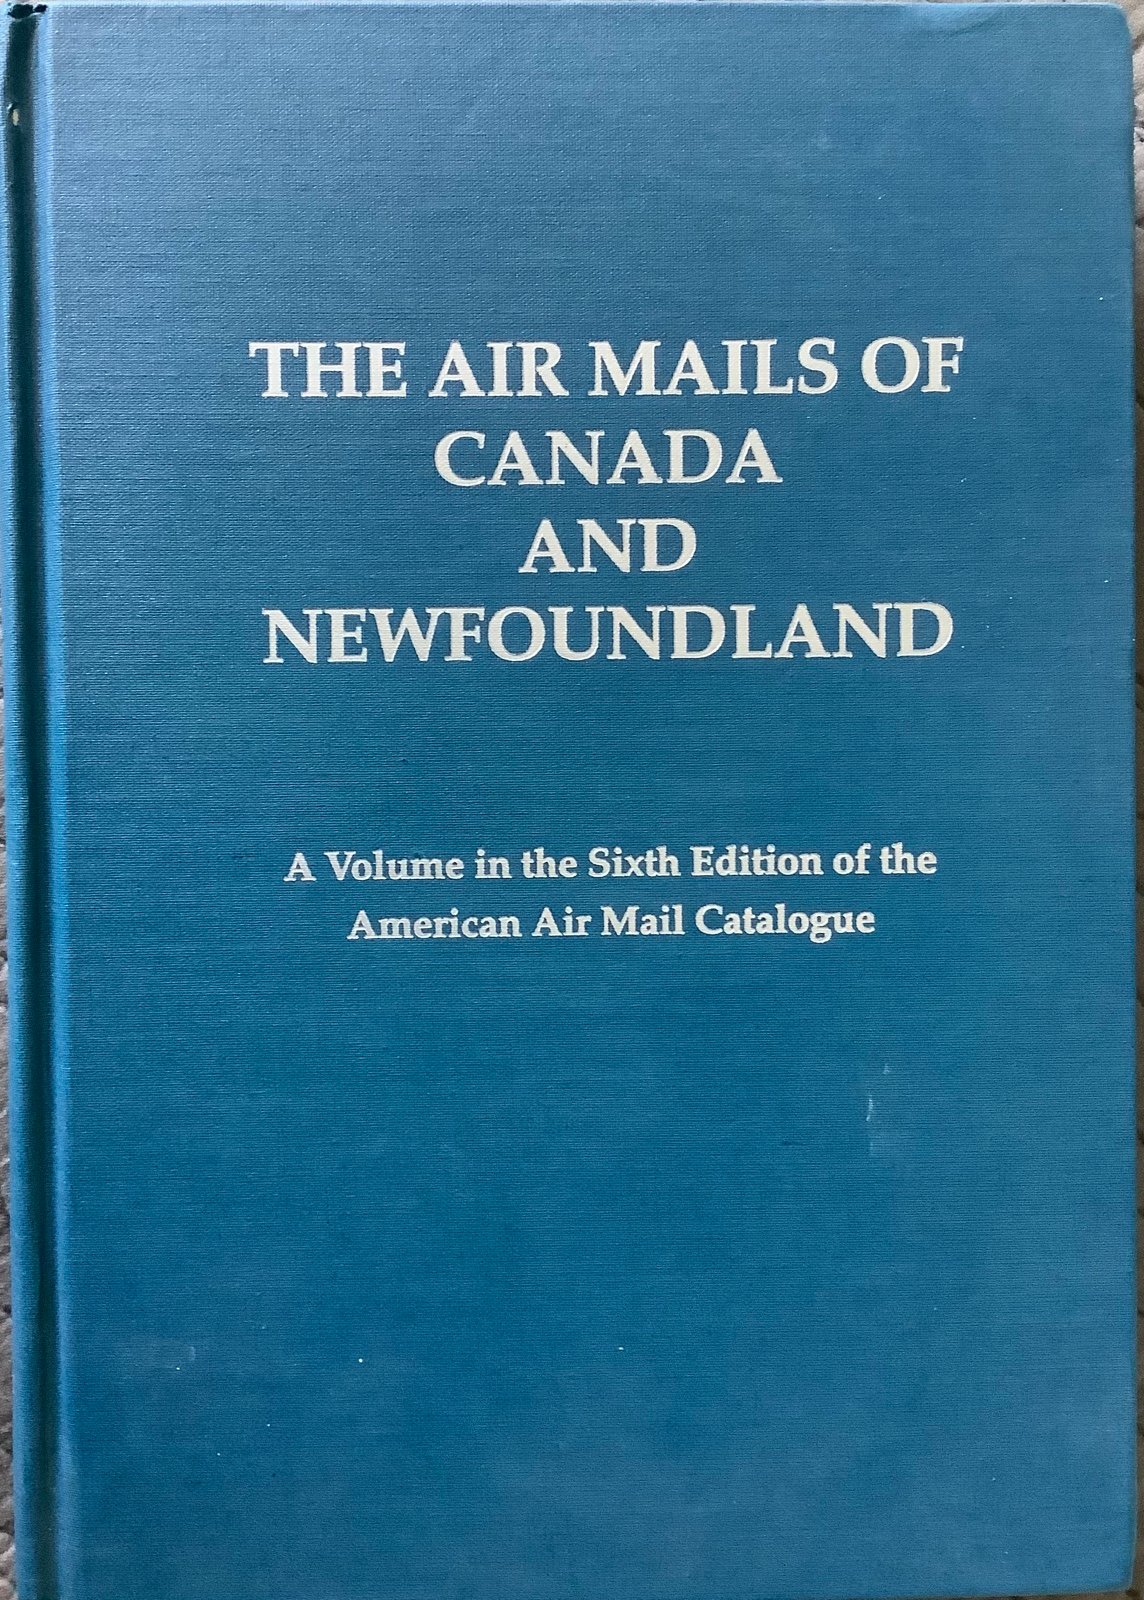 THE AIR MAILS OF
CANADA
AND
NEWFOUNDLAND
A Volume in the Sixth Edition of the
American Air Mail Catalogue